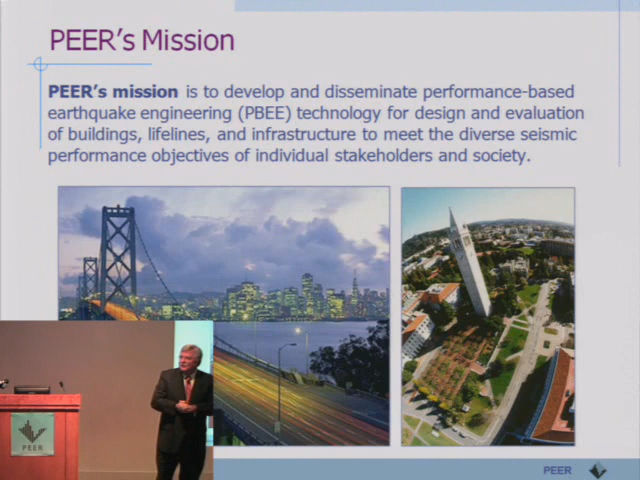 PEER's Mission
PEER's mission is to develop and disseminate performance-based
earthquake engineering (PBEE) technology for design and evaluation
of buildings, lifelines, and infrastructure to meet the diverse seismic
performance objectives of individual stakeholders and society.
PEER
PEER